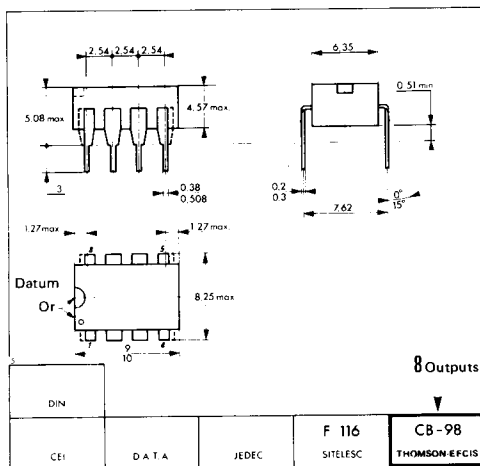 2.54 2.54 2.54
6.35
5.08 max
4.57 max
0.51 min
3
0.38
0.508
0.2
0.3
7.62
0°
15°
1.27 max
1.27 max.
8
5
Datum
Or
8.25 max
1
4
9
10
8 Outputs
DIN
CEI
DATA
JEDEC
F 116
SITELESC
CB-98
THOMSON-EFCIS